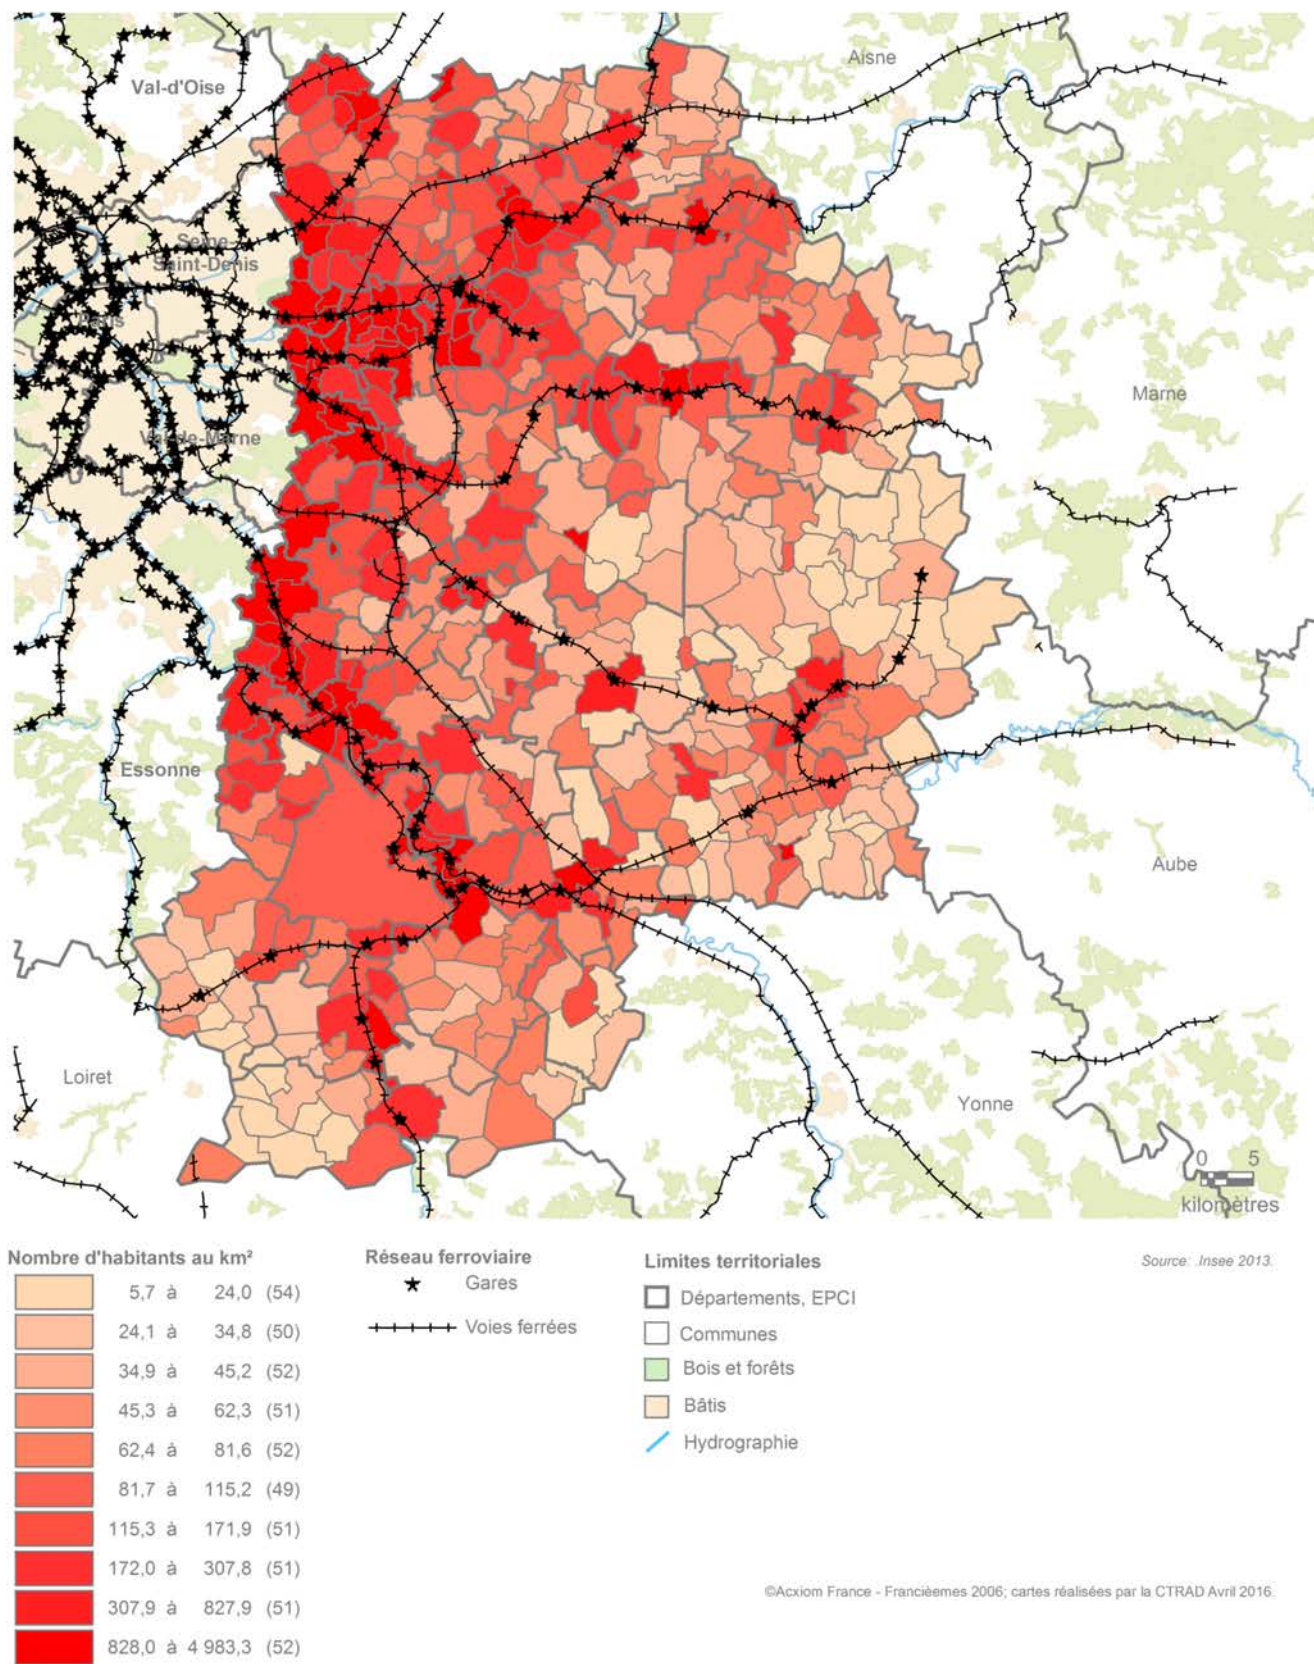 Aisne
Val-d'Oise
Seine-
Saint-Denis
Paris
Marne
Val-de-Marne
Essonne
Aube
Loiret
Yonne
0 5
kilomètres
Nombre d'habitants au km²
5,7 à 24,0 (54)
24,1 à 34,8 (50)
34,9 à 45,2 (52)
45,3 à 62,3 (51)
62,4 à 81,6 (52)
81,7 à 115,2 (49)
115,3 à 171,9 (51)
172,0 à 307,8 (51)
307,9 à 827,9 (51)
828,0 à 4 983,3 (52)
Réseau ferroviaire
Gares
Voies ferrées
Limites territoriales
Départements, EPCI
Communes
Bois et forêts
Bâtis
Hydrographie
Source: .Insee 2013.
©Acxiom France - Francièemes 2006; cartes réalisées par la CTRAD Avril 2016.